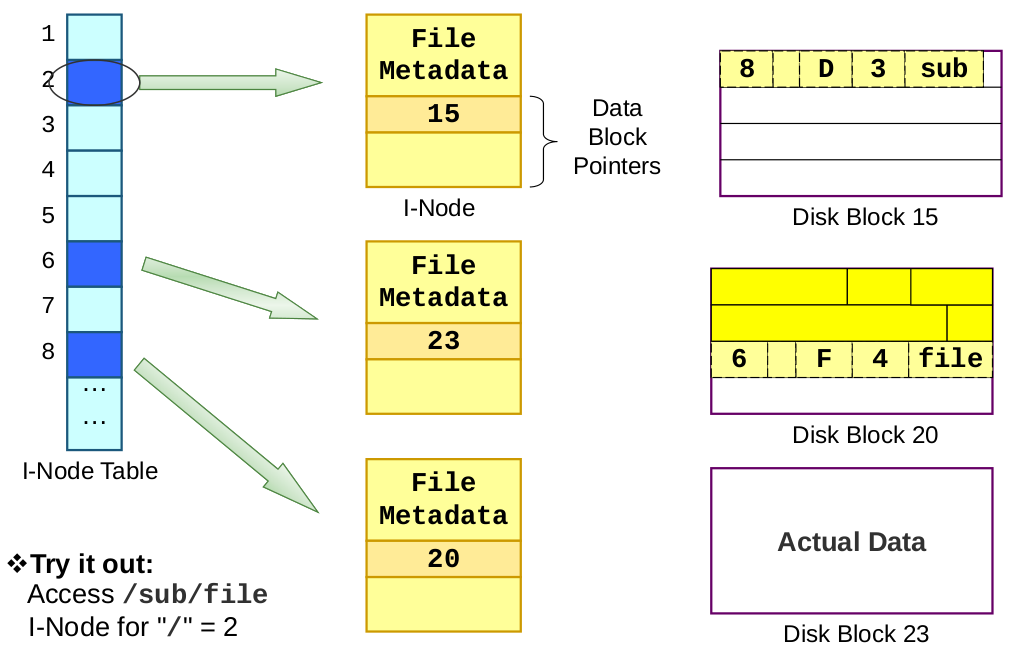 1
2
3
4
5
6
7
8
...
...
I-Node Table
File
Metadata
15
I-Node
Data
Block
Pointers
File
Metadata
23
File
Metadata
20
8 D 3 sub
Disk Block 15
6 F 4 file
Disk Block 20
Actual Data
Disk Block 23
❖Try it out:
Access /sub/file
I-Node for "/" = 2